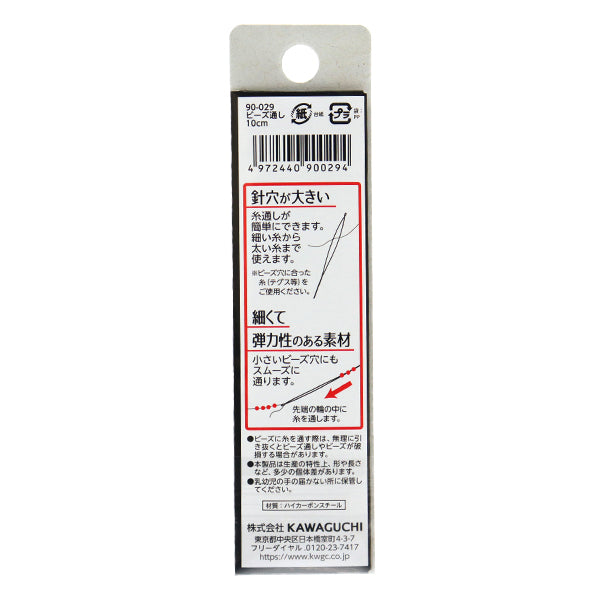 90-029
ビーズ通し
10cm
紙
台紙
プラ
袋：
PP
4 972440 900294
針穴が大きい
糸通しが
簡単にできます。
細い糸から
太い糸まで
使えます。
※ビーズ穴に合った
糸(テグス等)を
ご使用ください。
細くて
弾力性のある素材
小さいビーズ穴にも
スムーズに
通ります。
先端の輪の中に
糸を通します。
●ビーズに糸を通す際は、無理に引
き抜くとビーズ通しやビーズが破
損する場合があります。
●本製品は生産の特性上、形や長さ
など、多少の個体差があります。
●乳幼児の手の届かない所に保管し
てください。
材質：ハイカーボンスチール
株式会社 KAWAGUCHI
東京都中央区日本橋室町4-3-7
フリーダイヤル.0120-23-7417
https://www.kwgc.co.jp